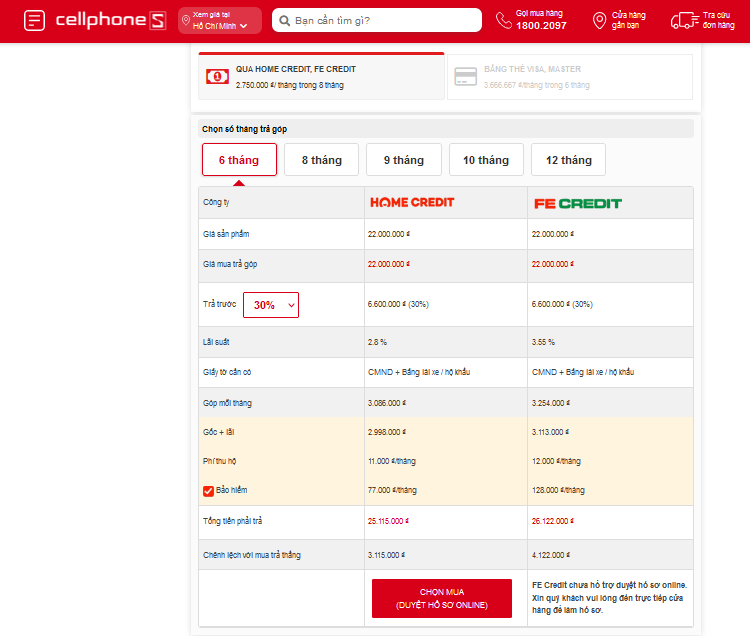 cellphoneS
Xem giá tại
Hồ Chí Minh
Bạn cần tìm gì?
Gọi mua hàng
1800.2097
Cửa hàng
gần bạn
Tra cứu
đơn hàng
QUA HOME CREDIT, FE CREDIT
2.750.000 ₫/ tháng trong 8 tháng
BẰNG THẺ VISA, MASTER
3.666.667 ₫/tháng trong 6 tháng
Chọn số tháng trả góp
6 tháng
8 tháng
9 tháng
10 tháng
12 tháng
Công ty HOME CREDIT FE CREDIT
Giá sản phẩm 22.000.000 ₫ 22.000.000 ₫
Giá mua trả góp 22.000.000 ₫ 22.000.000 ₫
Trả trước 30% 6.600.000 ₫ (30%) 6.600.000 ₫ (30%)
Lãi suất 2.8 % 3.55 %
Giấy tờ cần có CMND + Bằng lái xe / hộ khẩu CMND + Bằng lái xe / hộ khẩu
Góp mỗi tháng 3.086.000 ₫ 3.254.000 ₫
Gốc + lãi 2.998.000 ₫ 3.113.000 ₫
Phí thu hộ 11.000 ₫/tháng 12.000 ₫/tháng
Bảo hiểm 77.000 ₫/tháng 128.000 ₫/tháng
Tổng tiền phải trả 25.115.000 ₫ 26.122.000 ₫
Chênh lệch với mua trả thẳng 3.115.000 ₫ 4.122.000 ₫
CHỌN MUA
(DUYỆT HỒ SƠ ONLINE)
FE Credit chưa hỗ trợ duyệt hồ sơ online.
Xin quý khách vui lòng đến trực tiếp cửa
hàng để làm hồ sơ.